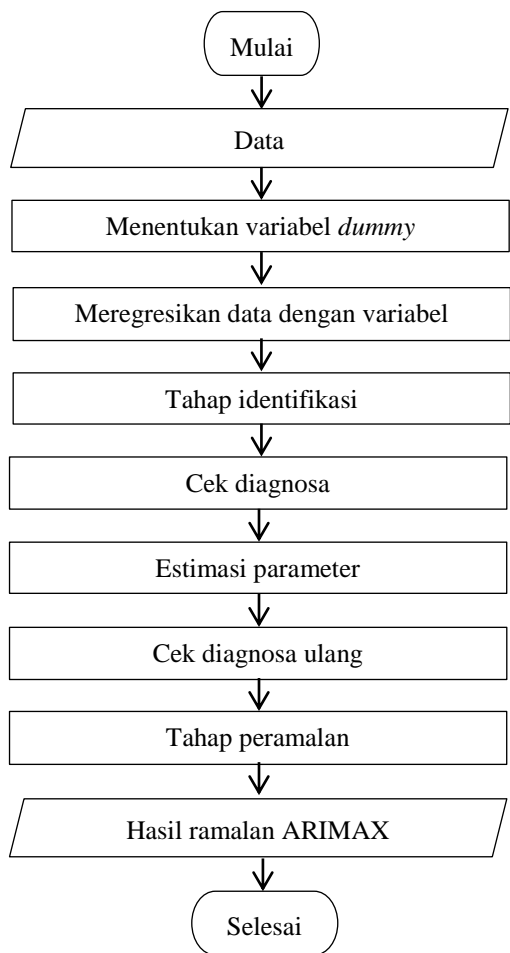 Mulai
Data
Menentukan variabel dummy
Meregresikan data dengan variabel
Tahap identifikasi
Cek diagnosa
Estimasi parameter
Cek diagnosa ulang
Tahap peramalan
Hasil ramalan ARIMAX
Selesai